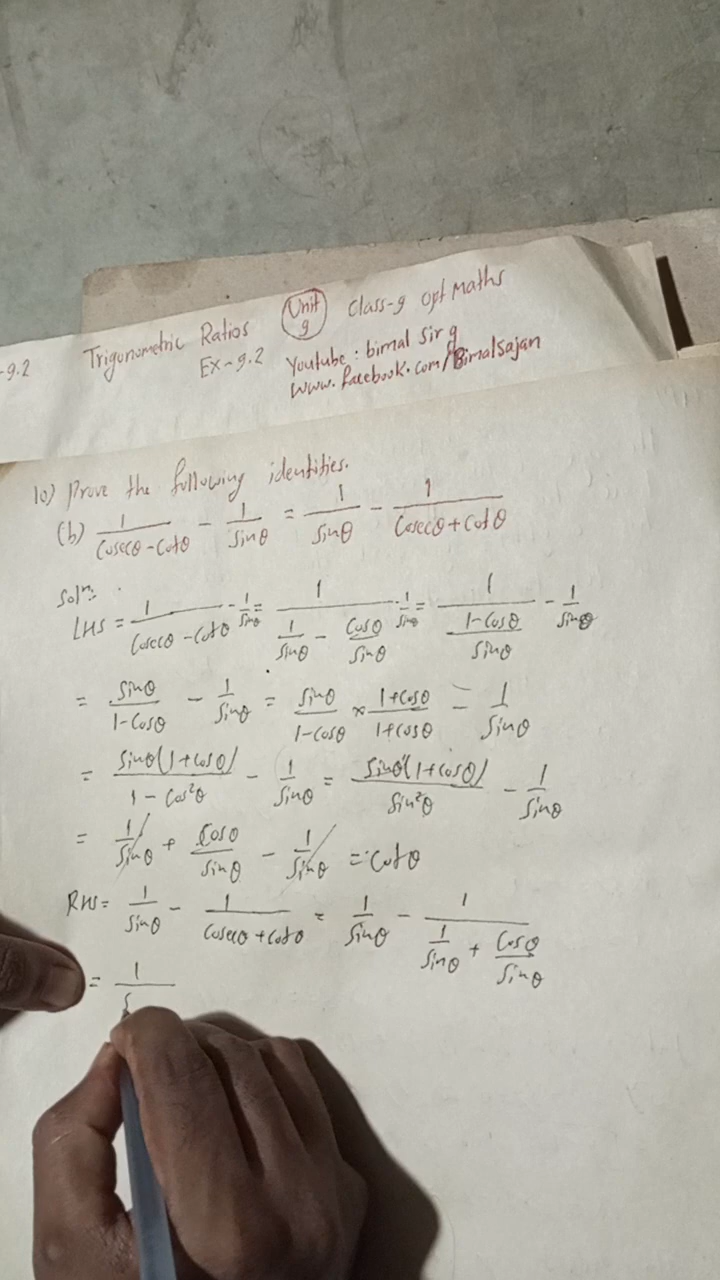 -9.2 Trigonometric Ratios Unit 9 Class-9 opt Maths
Ex-9.2 Youtube: bimal sir g
www.facebook.com/Bimalsajan
10) Prove the following identities.
(b) 1/(Cosecθ - Cotθ) - 1/Sinθ = 1/Sinθ - 1/(Cosecθ + Cotθ)
Solⁿ:
LHS = 1/(Cosecθ - Cotθ) - 1/Sinθ = 1/(1/Sinθ - Cosθ/Sinθ) - 1/Sinθ = 1/((1-Cosθ)/Sinθ) - 1/Sinθ
= Sinθ/(1-Cosθ) - 1/Sinθ = Sinθ/(1-Cosθ) × (1+Cosθ)/(1+Cosθ) = 1/Sinθ
= Sinθ(1+Cosθ)/(1-Cos²θ) - 1/Sinθ = Sinθ(1+Cosθ)/Sin²θ - 1/Sinθ
= 1/Sinθ + Cosθ/Sinθ - 1/Sinθ = Cotθ
RHS = 1/Sinθ - 1/(Cosecθ + Cotθ) = 1/Sinθ - 1/(1/Sinθ + Cosθ/Sinθ)
= 1/S